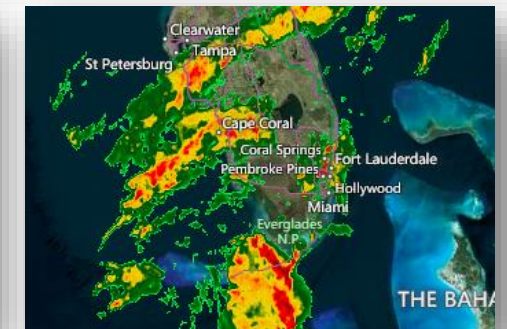 Clearwater
Tampa
St Petersburg
Cape Coral
Coral Springs
Fort Lauderdale
Pembroke Pines
Hollywood
Miami
Everglades
N.P.
THE BAHA